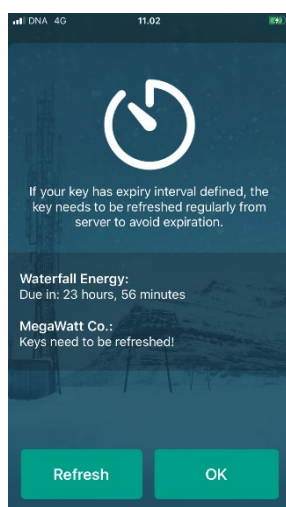 DNA 4G 11.02
If your key has expiry interval defined, the
key needs to be refreshed regularly from
server to avoid expiration.
Waterfall Energy:
Due in: 23 hours, 56 minutes
MegaWatt Co.:
Keys need to be refreshed!
Refresh OK